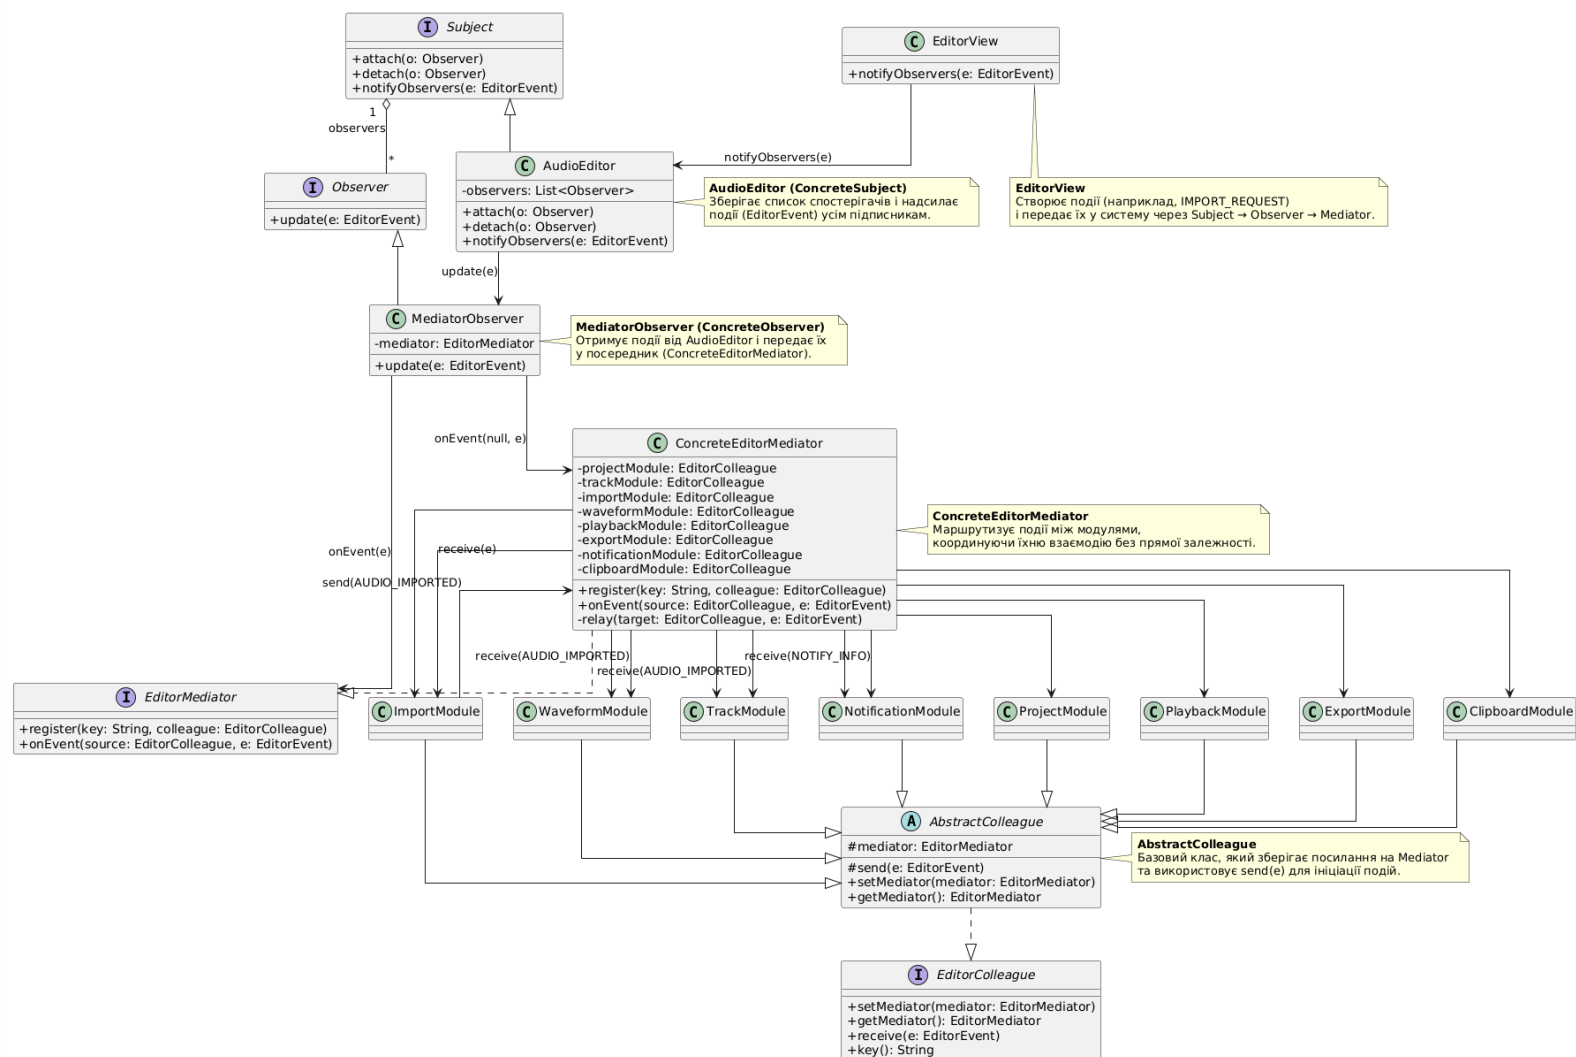 I Subject
+attach(o: Observer)
+detach(o: Observer)
+notifyObservers(e: EditorEvent)
C EditorView
+notifyObservers(e: EditorEvent)
1
observers
*
notifyObservers(e)
I Observer
+update(e: EditorEvent)
C AudioEditor
-observers: List<Observer>
+attach(o: Observer)
+detach(o: Observer)
+notifyObservers(e: EditorEvent)
AudioEditor (ConcreteSubject)
Зберігає список спостерігачів і надсилає
події (EditorEvent) усім підписникам.
EditorView
Створює події (наприклад, IMPORT_REQUEST)
і передає їх у систему через Subject → Observer → Mediator.
update(e)
C MediatorObserver
-mediator: EditorMediator
+update(e: EditorEvent)
MediatorObserver (ConcreteObserver)
Отримує події від AudioEditor і передає їх
у посередник (ConcreteEditorMediator).
onEvent(null, e)
C ConcreteEditorMediator
-projectModule: EditorColleague
-trackModule: EditorColleague
-importModule: EditorColleague
-waveformModule: EditorColleague
-playbackModule: EditorColleague
-exportModule: EditorColleague
-notificationModule: EditorColleague
-clipboardModule: EditorColleague
+register(key: String, colleague: EditorColleague)
+onEvent(source: EditorColleague, e: EditorEvent)
-relay(target: EditorColleague, e: EditorEvent)
ConcreteEditorMediator
Маршрутизує події між модулями,
координуючи їхню взаємодію без прямої залежності.
onEvent(e)
receive(e)
send(AUDIO_IMPORTED)
receive(AUDIO_IMPORTED)
receive(AUDIO_IMPORTED)
receive(NOTIFY_INFO)
I EditorMediator
+register(key: String, colleague: EditorColleague)
+onEvent(source: EditorColleague, e: EditorEvent)
C ImportModule
C WaveformModule
C TrackModule
C NotificationModule
C ProjectModule
C PlaybackModule
C ExportModule
C ClipboardModule
A AbstractColleague
#mediator: EditorMediator
#send(e: EditorEvent)
+setMediator(mediator: EditorMediator)
+getMediator(): EditorMediator
AbstractColleague
Базовий клас, який зберігає посилання на Mediator
та використовує send(e) для ініціації подій.
I EditorColleague
+setMediator(mediator: EditorMediator)
+getMediator(): EditorMediator
+receive(e: EditorEvent)
+key(): String